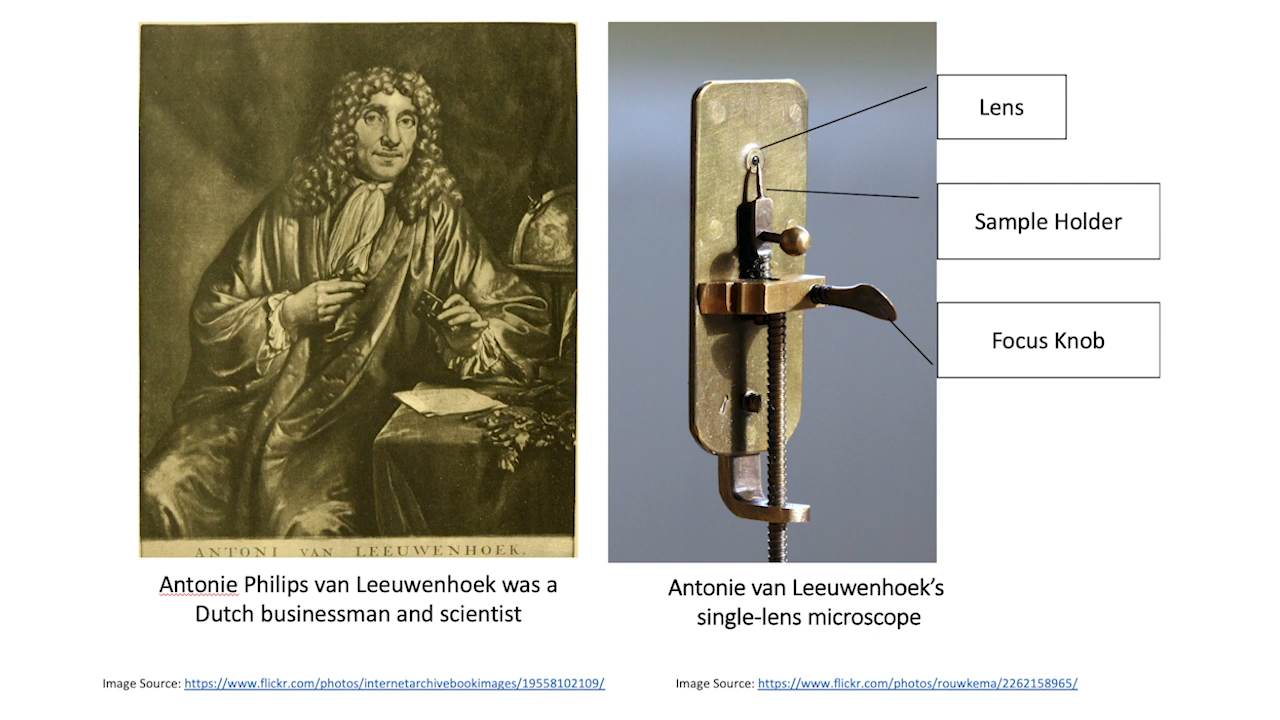 ANTONI VAN LEEUWENHOEK.
Antonie Philips van Leeuwenhoek was a
Dutch businessman and scientist
Image Source: https://www.flickr.com/photos/internetarchivebookimages/19558102109/
Lens
Sample Holder
Focus Knob
Antonie van Leeuwenhoek's
single-lens microscope
Image Source: https://www.flickr.com/photos/rouwkema/2262158965/